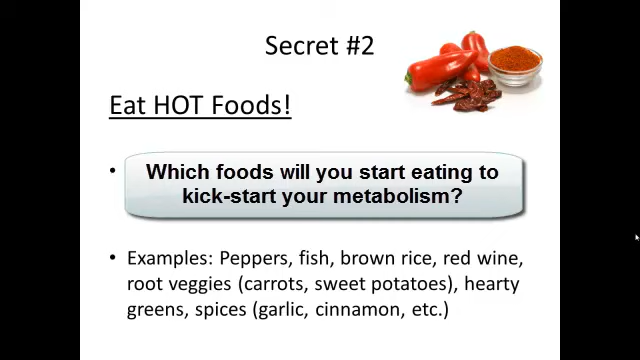 Secret #2
Eat HOT Foods!
• Which foods will you start eating to
kick-start your metabolism?
• Examples: Peppers, fish, brown rice, red wine,
root veggies (carrots, sweet potatoes), hearty
greens, spices (garlic, cinnamon, etc.)